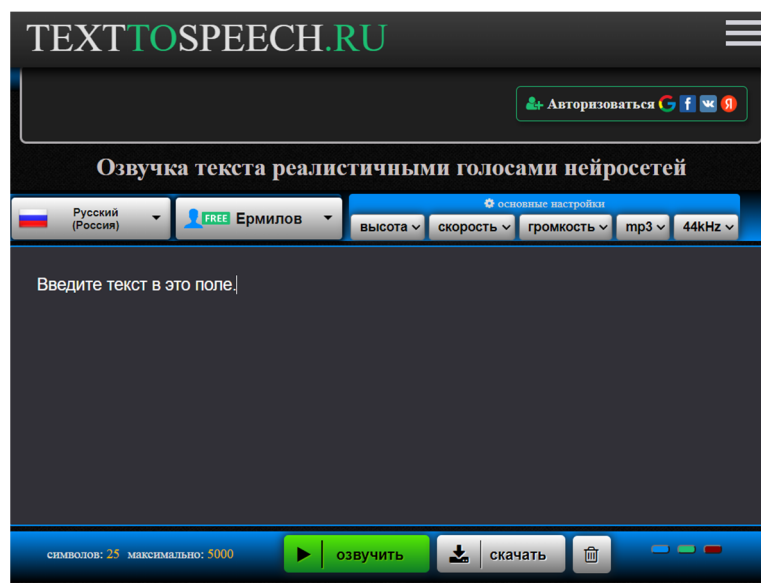 TEXTTOSPEECH.RU
Авторизоваться
Озвучка текста реалистичными голосами нейросетей
основные настройки
Русский (Россия)
FREE Ермилов
высота скорость громкость mp3 44kHz
Введите текст в это поле.
символов: 25 максимально: 5000
озвучить
скачать